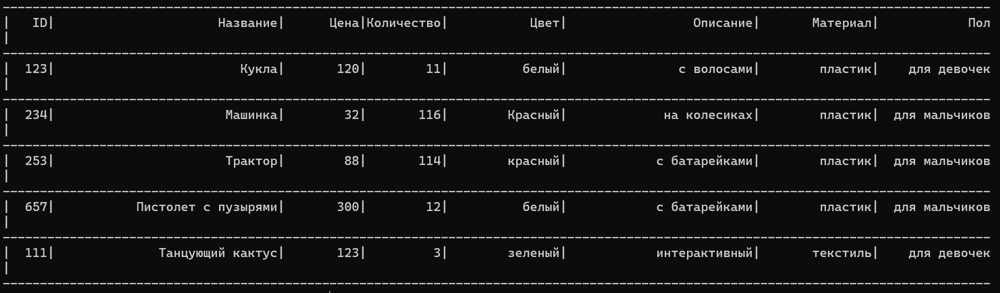 -------------------------------------------------------------------------------------------------------------------------------------
|   ID|                      Название|      Цена|Количество|           Цвет|                 Описание|       Материал|            Пол
|
-------------------------------------------------------------------------------------------------------------------------------------
|  123|                         Кукла|       120|        11|          белый|               с волосами|        пластик|    для девочек
|
-------------------------------------------------------------------------------------------------------------------------------------
|  234|                       Машинка|        32|       116|        Красный|             на колесиках|        пластик|  для мальчиков
|
-------------------------------------------------------------------------------------------------------------------------------------
|  253|                       Трактор|        88|       114|        красный|            с батарейками|        пластик|  для мальчиков
|
-------------------------------------------------------------------------------------------------------------------------------------
|  657|           Пистолет с пузырями|       300|        12|          белый|            с батарейками|        пластик|  для мальчиков
|
-------------------------------------------------------------------------------------------------------------------------------------
|  111|              Танцующий кактус|       123|         3|        зеленый|            интерактивный|       текстиль|    для девочек
|
-------------------------------------------------------------------------------------------------------------------------------------